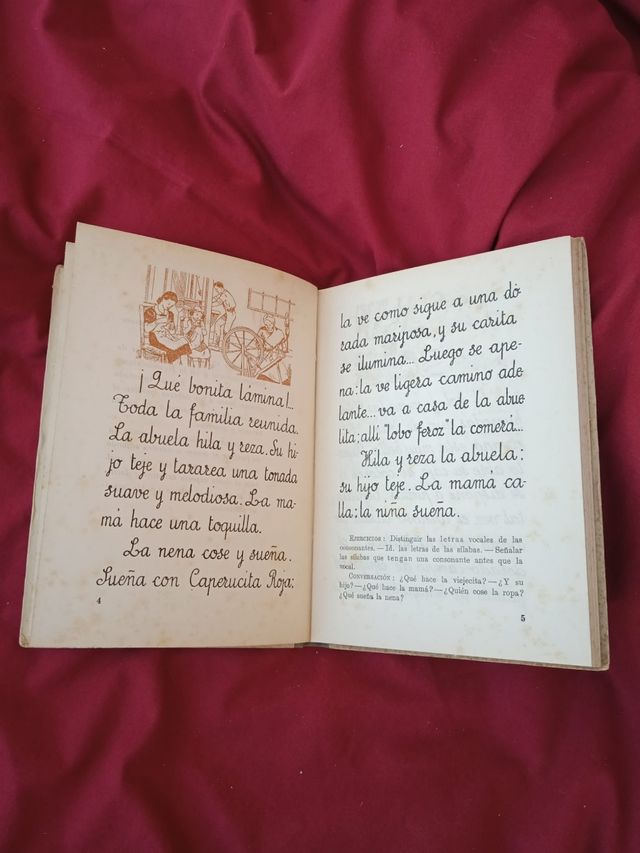 ¡Qué bonita lámina!...
Toda la familia reunida.
La abuela hila y reza. Su hi-
jo teje y tararea una tonada
suave y melodiosa. La ma-
má hace una toquilla.
La nena cose y sueña.
Sueña con Caperucita Roja;
4
la ve como sigue a una do-
rada mariposa, y su carita
se ilumina... Luego se ape-
na: la ve ligera camino ade
lante... va a casa de la abue
lita; allí "lobo feroz" la comerá...
Hila y reza la abuela;
su hijo teje. La mamá ca-
lla; la niña sueña.
EJERCICIOS: Distinguir las letras vocales de las
consonantes. — Id. las letras de las sílabas. — Señalar
las sílabas que tengan una consonante antes que la
vocal.
CONVERSACIÓN: ¿Qué hace la viejecita? — ¿Y su
hijo? — ¿Qué hace la mamá? — ¿Quién cose la ropa?
¿Qué sueña la nena?
5